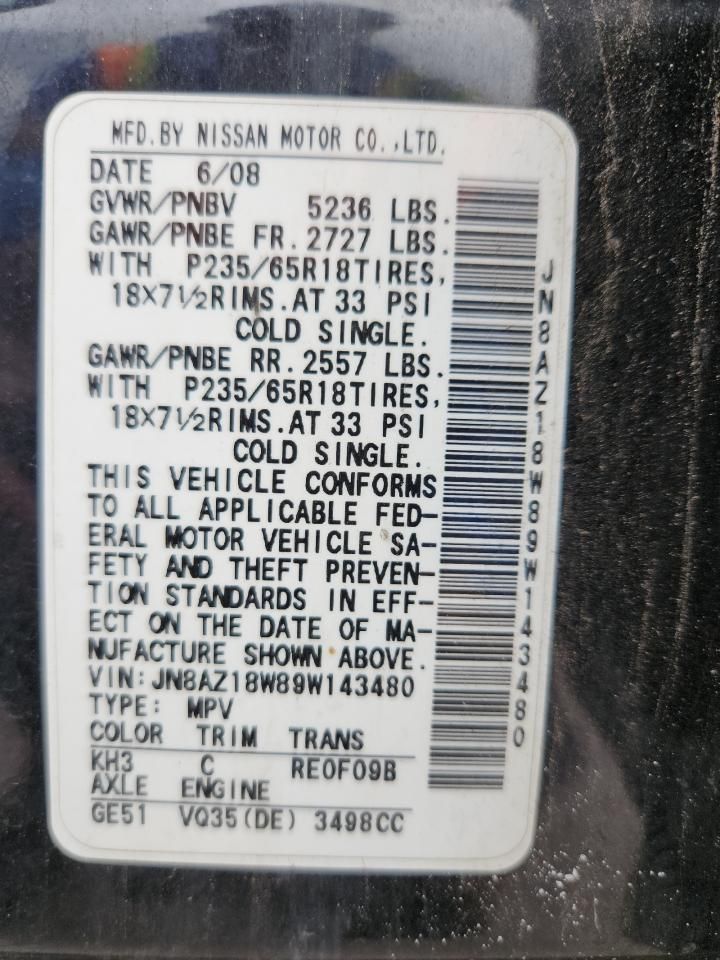 MFD.BY NISSAN MOTOR CO.,LTD.
DATE 6/08
GVWR/PNBV 5236 LBS.
GAWR/PNBE FR.2727 LBS.
WITH P235/65R18TIRES,
18X7½RIMS.AT 33 PSI
COLD SINGLE.
GAWR/PNBE RR.2557 LBS.
WITH P235/65R18TIRES,
18X7½RIMS.AT 33 PSI
COLD SINGLE.
THIS VEHICLE CONFORMS
TO ALL APPLICABLE FED-
ERAL MOTOR VEHICLE SA-
FETY AND THEFT PREVEN-
TION STANDARDS IN EFF-
ECT ON THE DATE OF MA-
NUFACTURE SHOWN ABOVE.
VIN:JN8AZ18W89W143480
TYPE: MPV
COLOR TRIM TRANS
KH3 C RE0F09B
AXLE ENGINE
GE51 VQ35(DE) 3498CC
JN8AZ18W89W143480